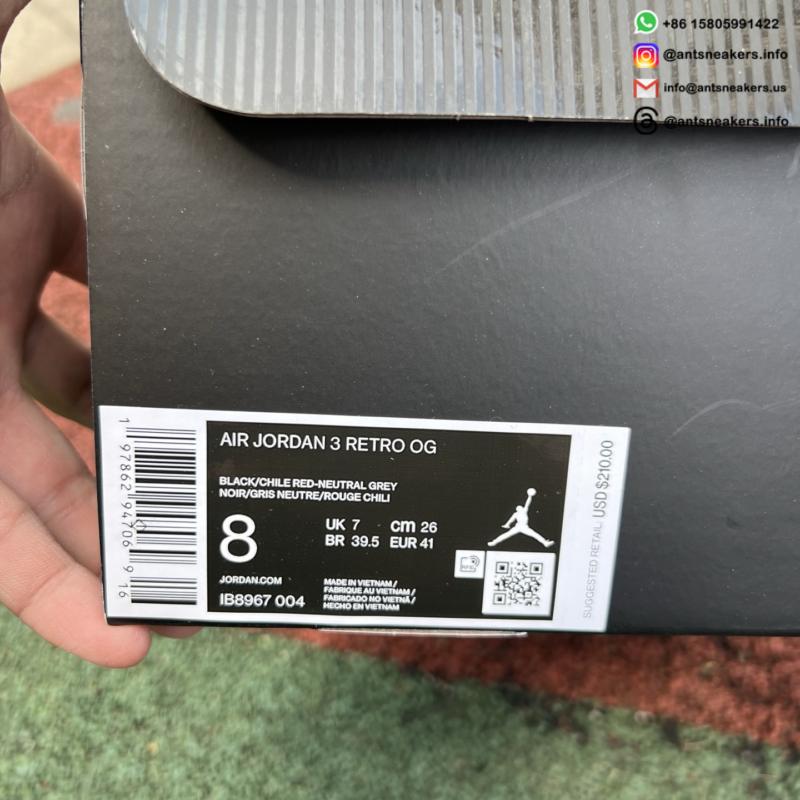 +86 15805991422
@antsneakers.info
info@antsneakers.us
@antsneakers.info
AIR JORDAN 3 RETRO OG
BLACK/CHILE RED-NEUTRAL GREY
NOIR/GRIS NEUTRE/ROUGE CHILI
8
UK 7 cm 26
BR 39.5 EUR 41
JORDAN.COM
IB8967 004
MADE IN VIETNAM /
FABRIQUE AU VIETNAM /
FABRICADO NO VIETNÃ /
HECHO EN VIETNAM
RFID
SUGGESTED RETAIL: USD $210.00
1 97862 94706 9 16